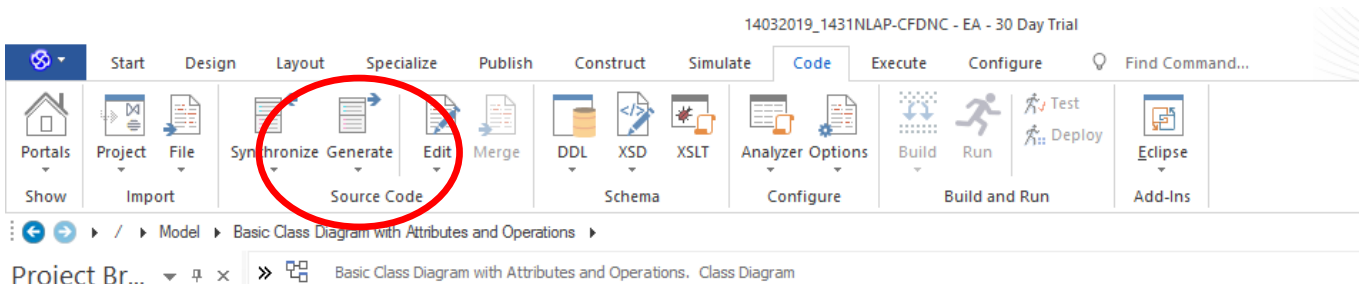 14032019_1431NLAP-CFDNC - EA - 30 Day Trial
Start Design Layout Specialize Publish Construct Simulate Code Execute Configure Find Command...
Test
Deploy
Portals Project File Synchronize Generate Edit Merge DDL XSD XSLT Analyzer Options Build Run Eclipse
Show Import Source Code Schema Configure Build and Run Add-Ins
/ Model Basic Class Diagram with Attributes and Operations
Project Br... Basic Class Diagram with Attributes and Operations. Class Diagram